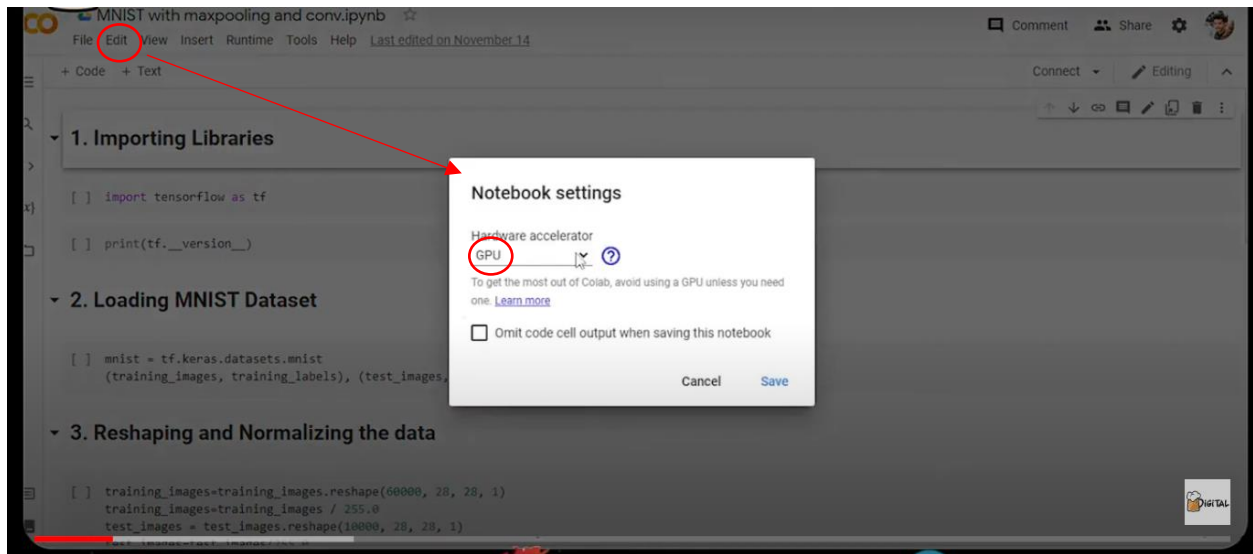 CO MNIST with maxpooling and conv.ipynb
Comment Share
File Edit View Insert Runtime Tools Help Last edited on November 14
+ Code + Text
Connect Editing
1. Importing Libraries
[ ] import tensorflow as tf
[ ] print(tf.__version__)
2. Loading MNIST Dataset
[ ] mnist = tf.keras.datasets.mnist
(training_images, training_labels), (test_images,
3. Reshaping and Normalizing the data
[ ] training_images=training_images.reshape(60000, 28, 28, 1)
training_images=training_images / 255.0
test_images = test_images.reshape(10000, 28, 28, 1)
test_images=test_images/255.0
Notebook settings
Hardware accelerator
GPU
?
To get the most out of Colab, avoid using a GPU unless you need
one. Learn more
Omit code cell output when saving this notebook
Cancel Save
DIGITAL